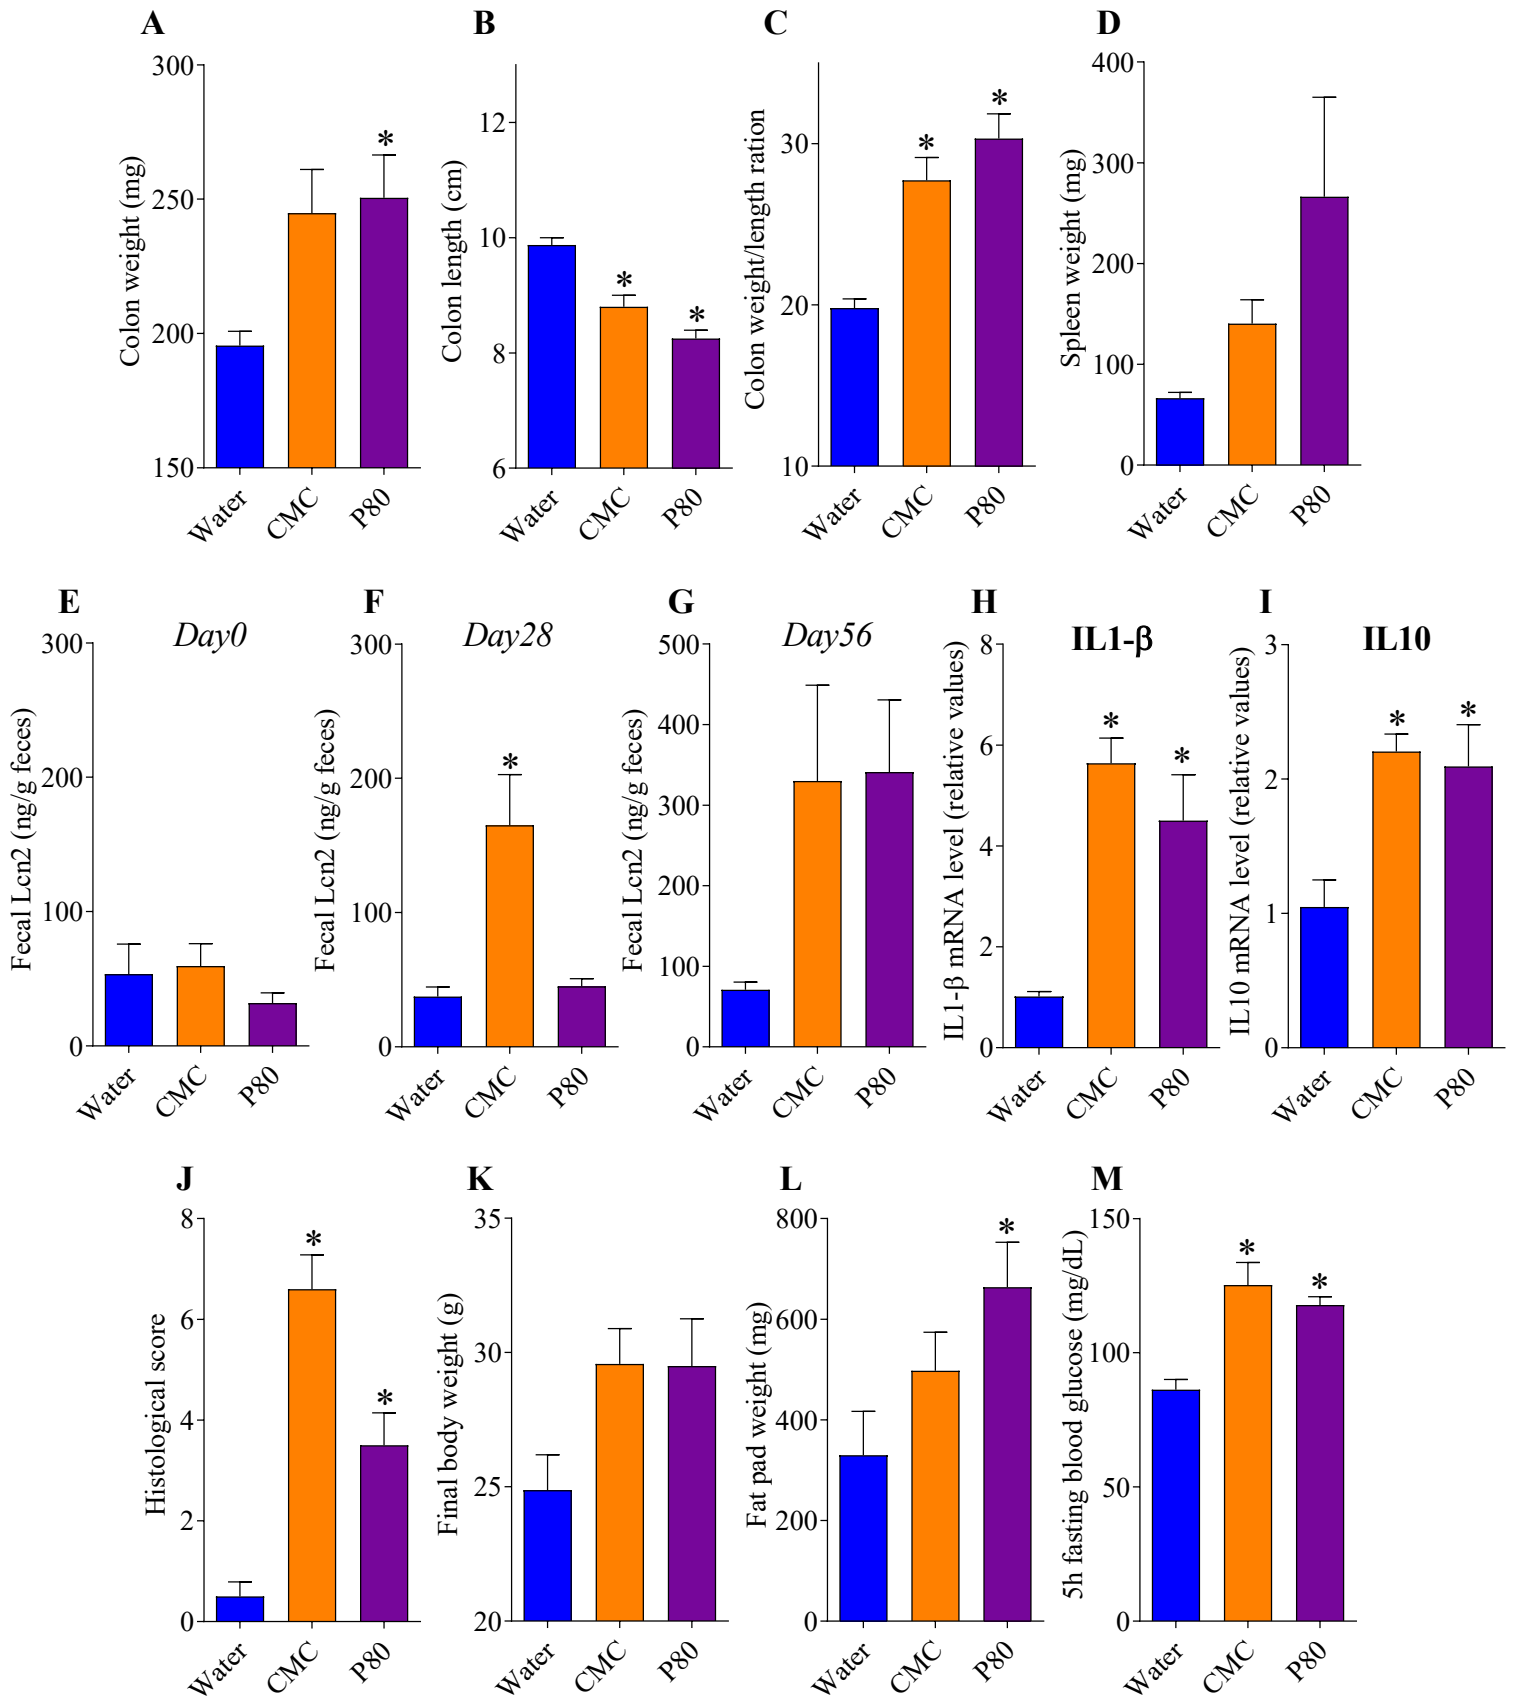 A
B
C
D
300
250
200
150
Colon weight (mg)
*
Water
CMC
P80
12
10
8
6
Colon length (cm)
*
*
Water
CMC
P80
30
20
10
Colon weight/length ration
*
*
Water
CMC
P80
400
300
200
100
0
Spleen weight (mg)
Water
CMC
P80
E
F
G
H
I
Day0
300
200
100
0
Fecal Lcn2 (ng/g feces)
Water
CMC
P80
Day28
300
200
100
0
Fecal Lcn2 (ng/g feces)
*
Water
CMC
P80
Day56
500
400
300
200
100
0
Fecal Lcn2 (ng/g feces)
Water
CMC
P80
IL1-β
8
6
4
2
0
IL1-β mRNA level (relative values)
*
*
Water
CMC
P80
IL10
3
2
1
0
IL10 mRNA level (relative values)
*
*
Water
CMC
P80
J
K
L
M
8
6
4
2
0
Histological score
*
*
Water
CMC
P80
35
30
25
20
Final body weight (g)
Water
CMC
P80
800
600
400
200
0
Fat pad weight (mg)
*
Water
CMC
P80
150
100
50
0
5h fasting blood glucose (mg/dL)
*
*
Water
CMC
P80